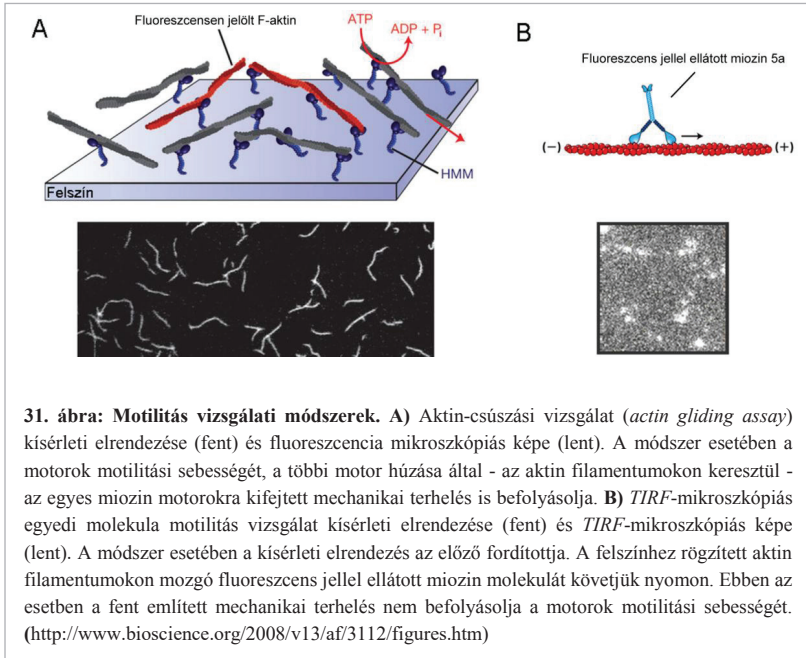 A
Fluoreszcensen jelölt F-aktin
ATP
ADP + Pi
HMM
Felszín
B
Fluoreszcens jellel ellátott miozin 5a
(–)
(+)
31. ábra: Motilitás vizsgálati módszerek. A) Aktin-csúszási vizsgálat (actin gliding assay)
kísérleti elrendezése (fent) és fluoreszcencia mikroszkópiás képe (lent). A módszer esetében a
motorok motilitási sebességét, a többi motor húzása által - az aktin filamentumokon keresztül -
az egyes miozin motorokra kifejtett mechanikai terhelés is befolyásolja. B) TIRF-mikroszkópiás
egyedi molekula motilitás vizsgálat kísérleti elrendezése (fent) és TIRF-mikroszkópiás képe
(lent). A módszer esetében a kísérleti elrendezés az előző fordítottja. A felszínhez rögzített aktin
filamentumokon mozgó fluoreszcens jellel ellátott miozin molekulát követjük nyomon. Ebben az
esetben a fent említett mechanikai terhelés nem befolyásolja a motorok motilitási sebességét.
(http://www.bioscience.org/2008/v13/af/3112/figures.htm)